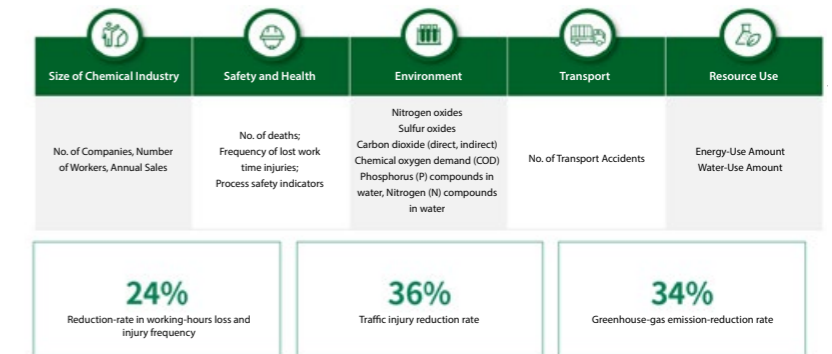 Size of Chemical Industry
Safety and Health
Environment
Transport
Resource Use
No. of Companies, Number
of Workers, Annual Sales
No. of deaths;
Frequency of lost work
time injuries;
Process safety indicators
Nitrogen oxides
Sulfur oxides
Carbon dioxide (direct, indirect)
Chemical oxygen demand (COD)
Phosphorus (P) compounds in
water, Nitrogen (N) compounds
in water
No. of Transport Accidents
Energy-Use Amount
Water-Use Amount
24%
Reduction-rate in working-hours loss and
injury frequency
36%
Traffic injury reduction rate
34%
Greenhouse-gas emission-reduction rate